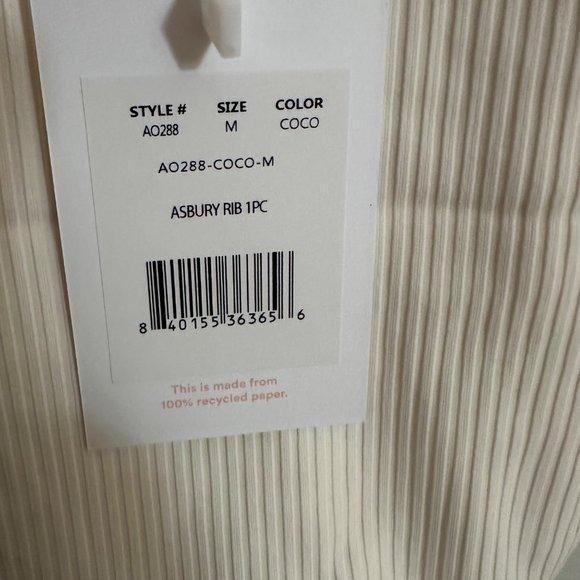 STYLE # SIZE COLOR
AO288 M COCO
AO288-COCO-M
ASBURY RIB 1PC
8 40155 36365 6
This is made from
100% recycled paper.